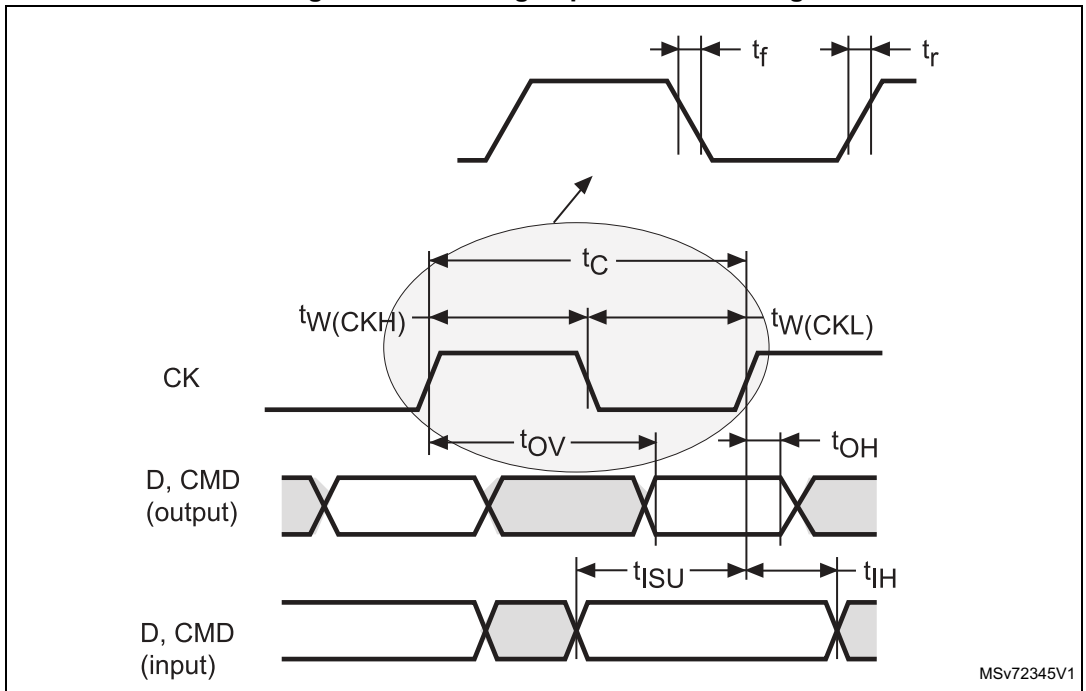 tf
tr
tC
tW(CKH)
tW(CKL)
CK
tOV
tOH
D, CMD
(output)
tISU
tIH
D, CMD
(input)
MSv72345V1